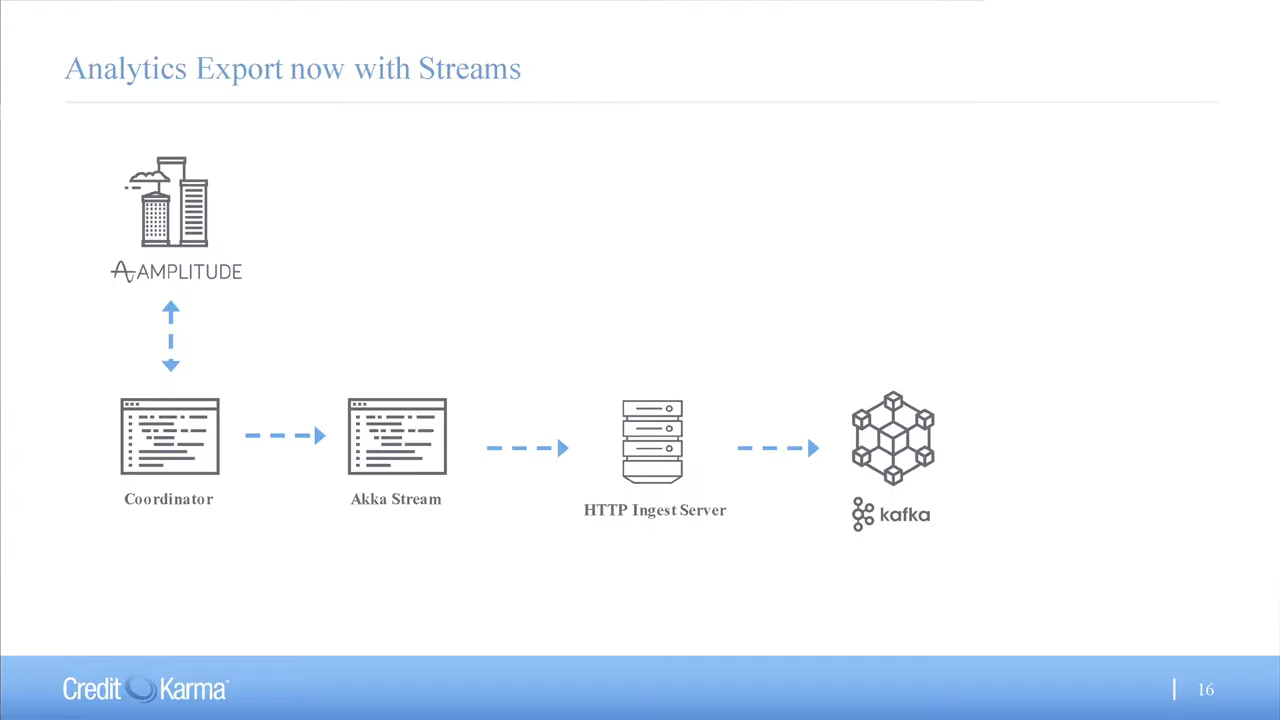 Analytics Export now with Streams
AMPLITUDE
Coordinator
Akka Stream
HTTP Ingest Server
kafka
Credit Karma
16